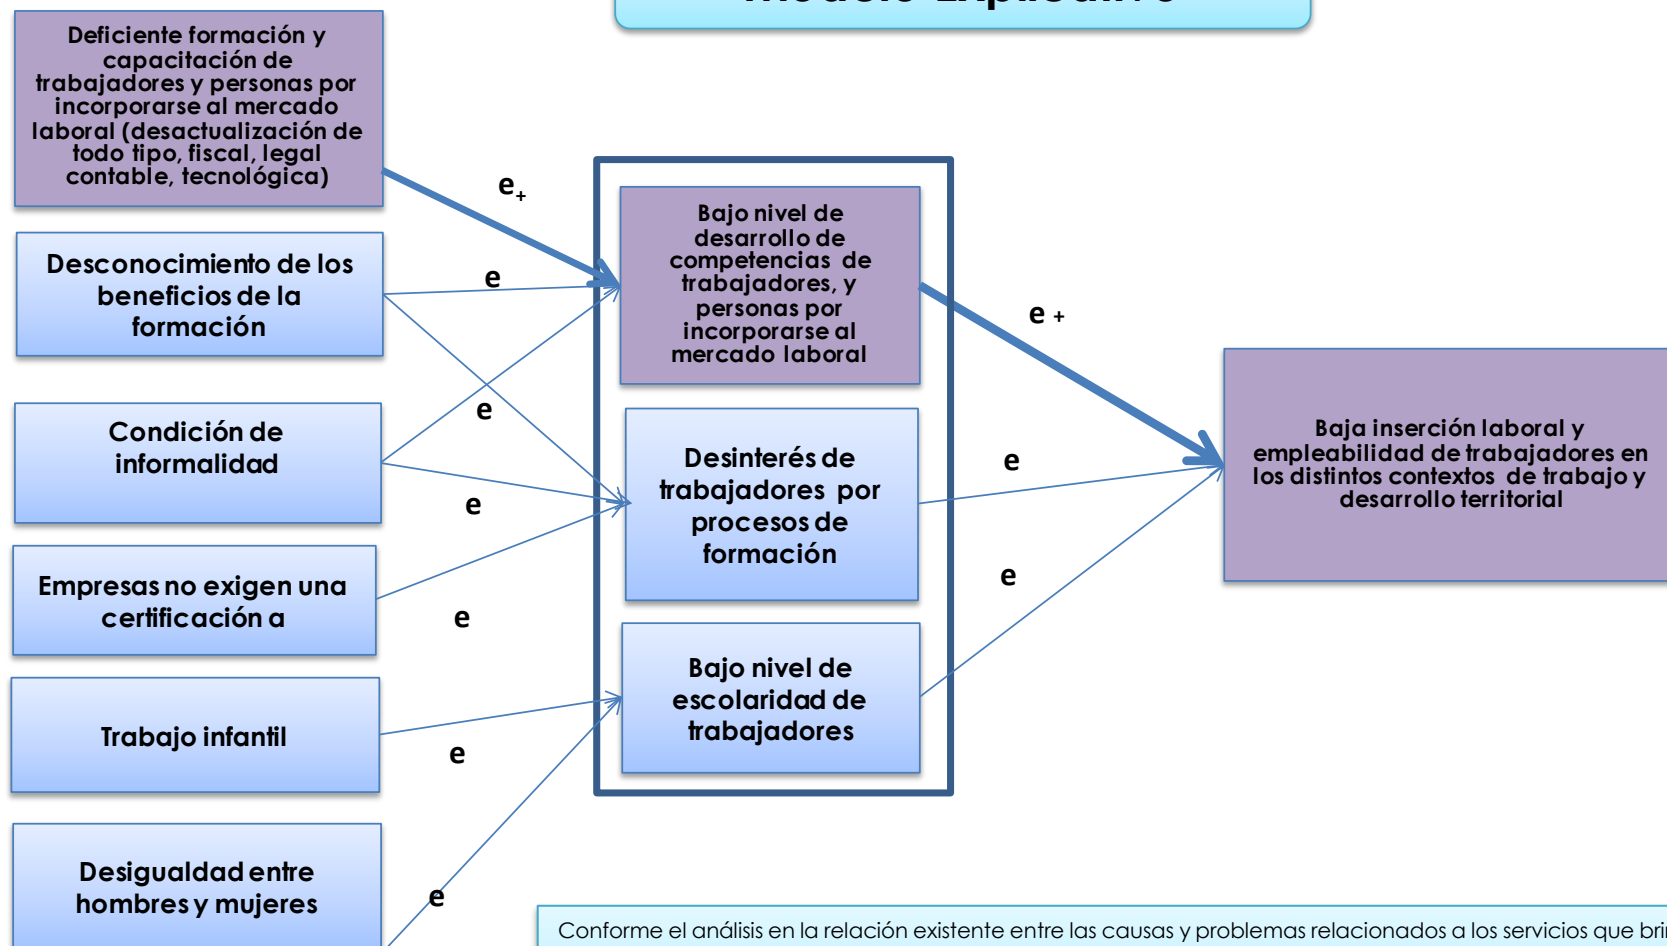 Modelo Explicativo
Deficiente formación y
capacitación de
trabajadores y personas por
incorporarse al mercado
laboral (desactualización de
todo tipo, fiscal, legal
contable, tecnológica)
Desconocimiento de los
beneficios de la
formación
Condición de
informalidad
Empresas no exigen una
certificación a
Trabajo infantil
Desigualdad entre
hombres y mujeres
e+
e
e
e
e
e
e
Bajo nivel de
desarrollo de
competencias de
trabajadores, y
personas por
incorporarse al
mercado laboral
Desinterés de
trabajadores por
procesos de
formación
Bajo nivel de
escolaridad de
trabajadores
e +
e
e
Baja inserción laboral y
empleabilidad de trabajadores en
los distintos contextos de trabajo y
desarrollo territorial
Conforme el análisis en la relación existente entre las causas y problemas relacionados a los servicios que